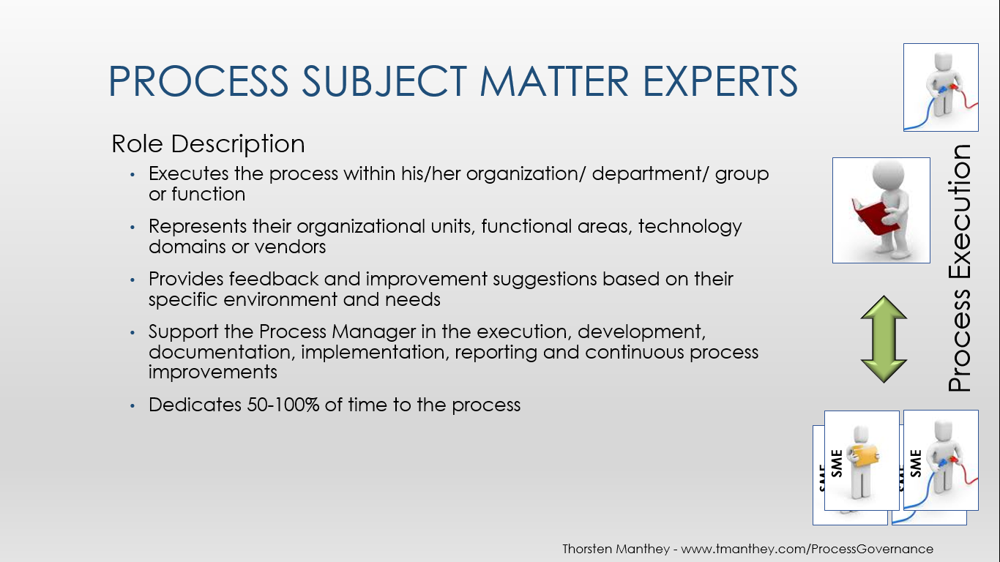 PROCESS SUBJECT MATTER EXPERTS
Role Description
• Executes the process within his/her organization/ department/ group
or function
• Represents their organizational units, functional areas, technology
domains or vendors
• Provides feedback and improvement suggestions based on their
specific environment and needs
• Support the Process Manager in the execution, development,
documentation, implementation, reporting and continuous process
improvements
• Dedicates 50-100% of time to the process
Process Execution
SME
SME
SME
SME
Thorsten Manthey - www.tmanthey.com/ProcessGovernance